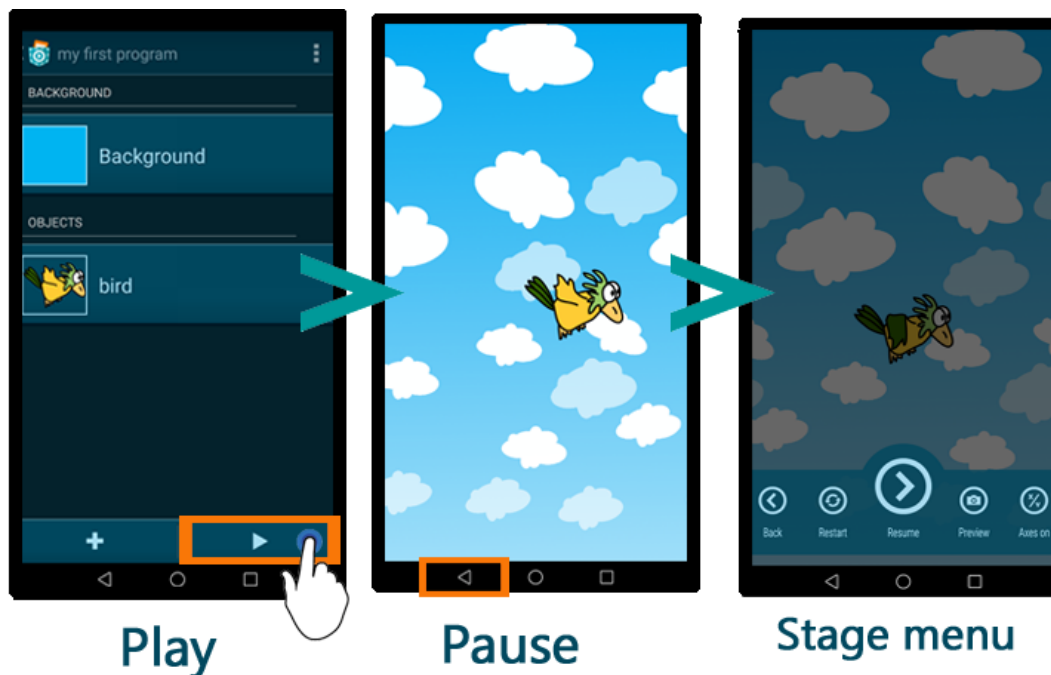 my first program
BACKGROUND
Background
OBJECTS
bird
Back
Restart
Resume
Preview
Axes on
Play
Pause
Stage menu